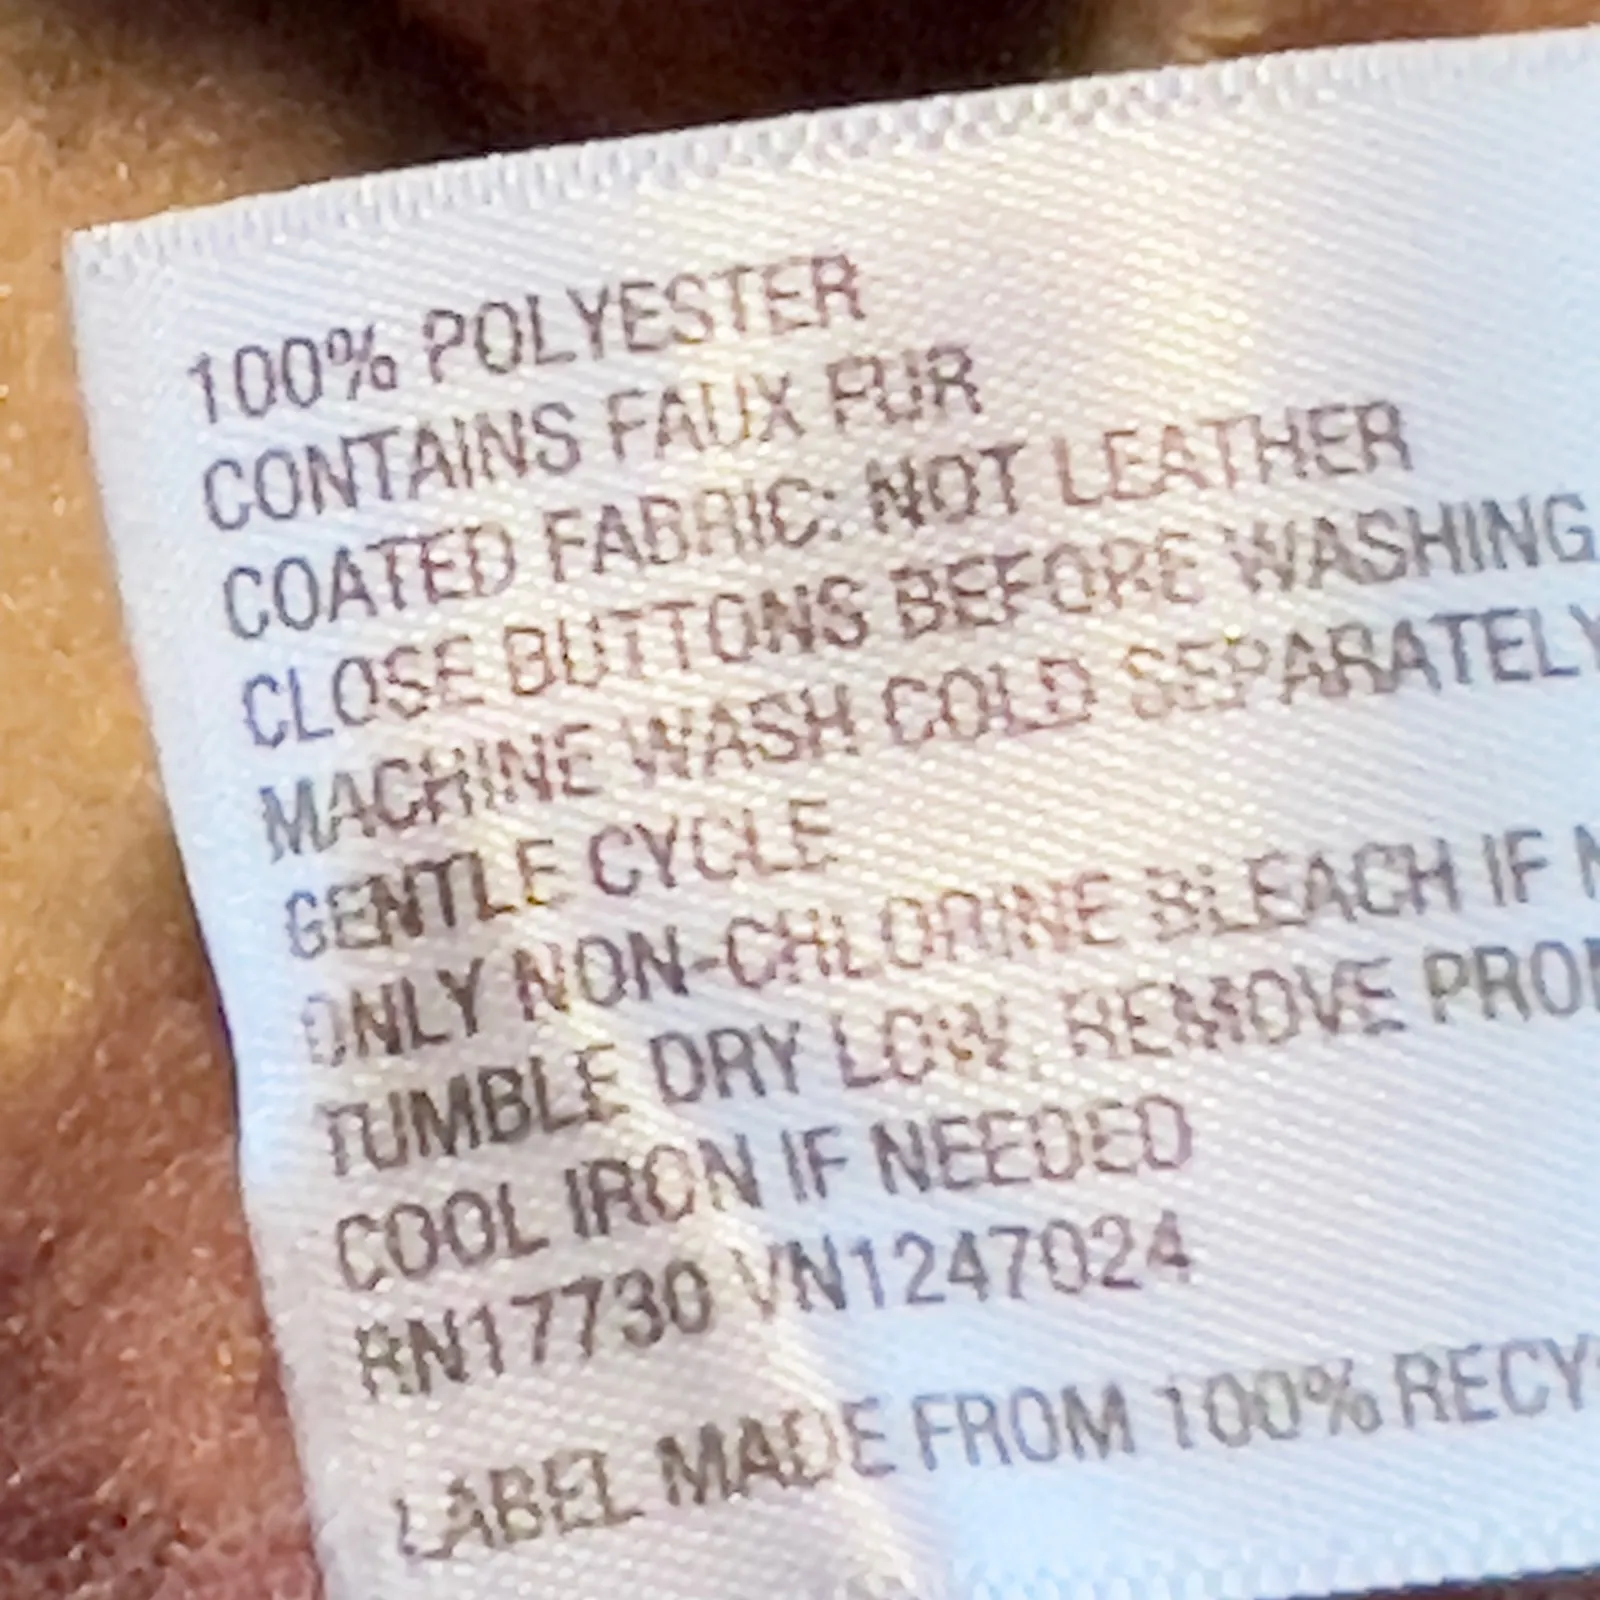 100% POLYESTER
CONTAINS FAUX FUR
COATED FABRIC: NOT LEATHER
CLOSE BUTTONS BEFORE WASHING
MACHINE WASH COLD SEPARATELY
GENTLE CYCLE
ONLY NON-CHLORINE BLEACH IF
TUMBLE DRY LOW, REMOVE
COOL IRON IF NEEDED
RN17730 VN1247024
LABEL MADE FROM 100%